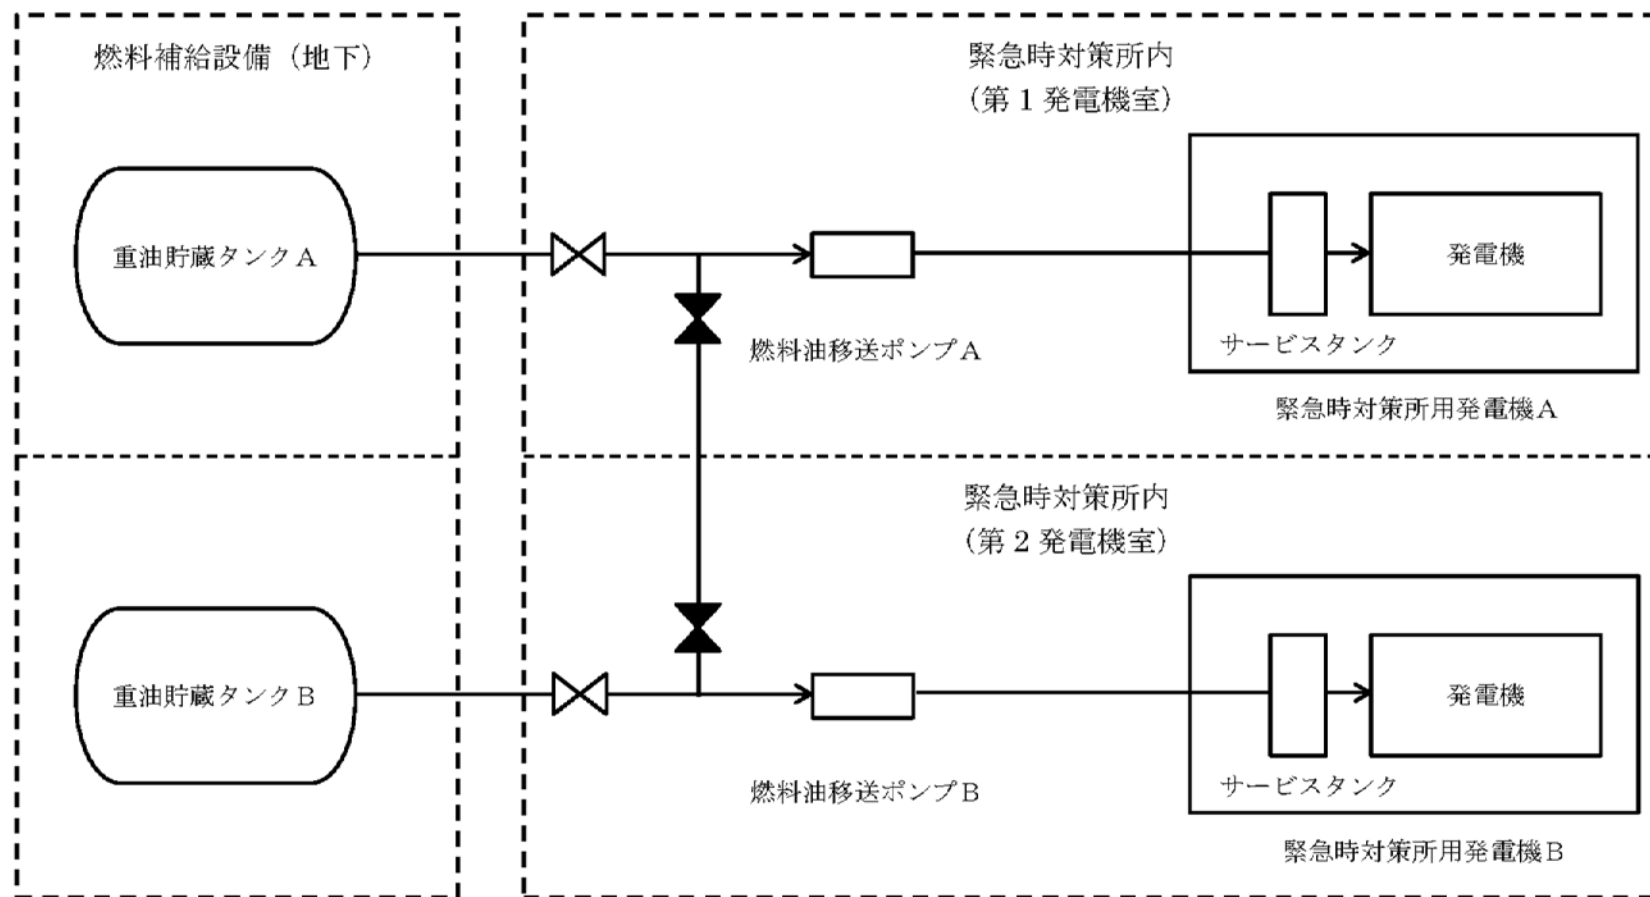 燃料補給設備（地下）
緊急時対策所内
（第１発電機室）
重油貯蔵タンクＡ
発電機
サービスタンク
燃料油移送ポンプＡ
緊急時対策所用発電機Ａ
緊急時対策所内
（第２発電機室）
重油貯蔵タンクＢ
発電機
サービスタンク
燃料油移送ポンプＢ
緊急時対策所用発電機Ｂ